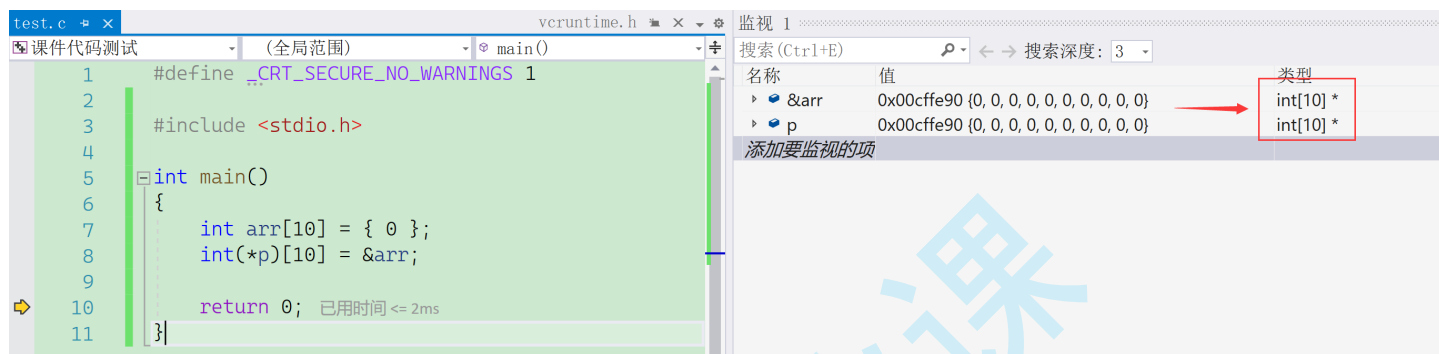 test.c
vcruntime.h
课件代码测试
(全局范围)
main()
1 #define _CRT_SECURE_NO_WARNINGS 1
2
3 #include <stdio.h>
4
5 int main()
6 {
7 int arr[10] = { 0 };
8 int(*p)[10] = &arr;
9
10 return 0; 已用时间 <= 2ms
11 }
监视 1
搜索(Ctrl+E)
搜索深度: 3
名称 值 类型
&arr 0x00cffe90 {0, 0, 0, 0, 0, 0, 0, 0, 0, 0} int[10] *
p 0x00cffe90 {0, 0, 0, 0, 0, 0, 0, 0, 0, 0} int[10] *
添加要监视的项
课